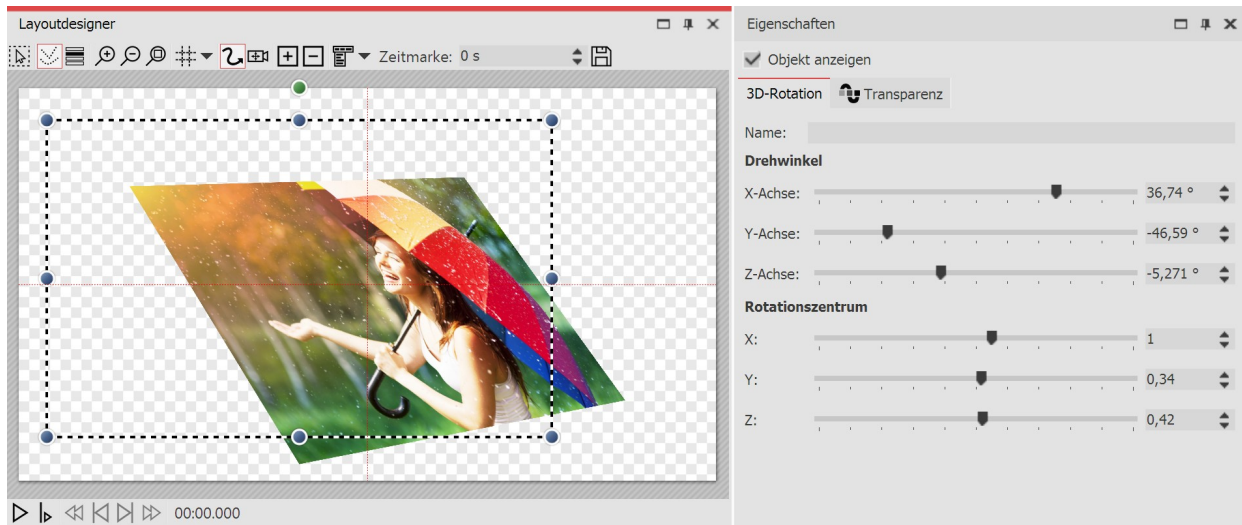 Layoutdesigner
Zeitmarke: 0 s
00:00.000
Eigenschaften
Objekt anzeigen
3D-Rotation Transparenz
Name:
Drehwinkel
X-Achse: 36,74 °
Y-Achse: -46,59 °
Z-Achse: -5,271 °
Rotationszentrum
X: 1
Y: 0,34
Z: 0,42